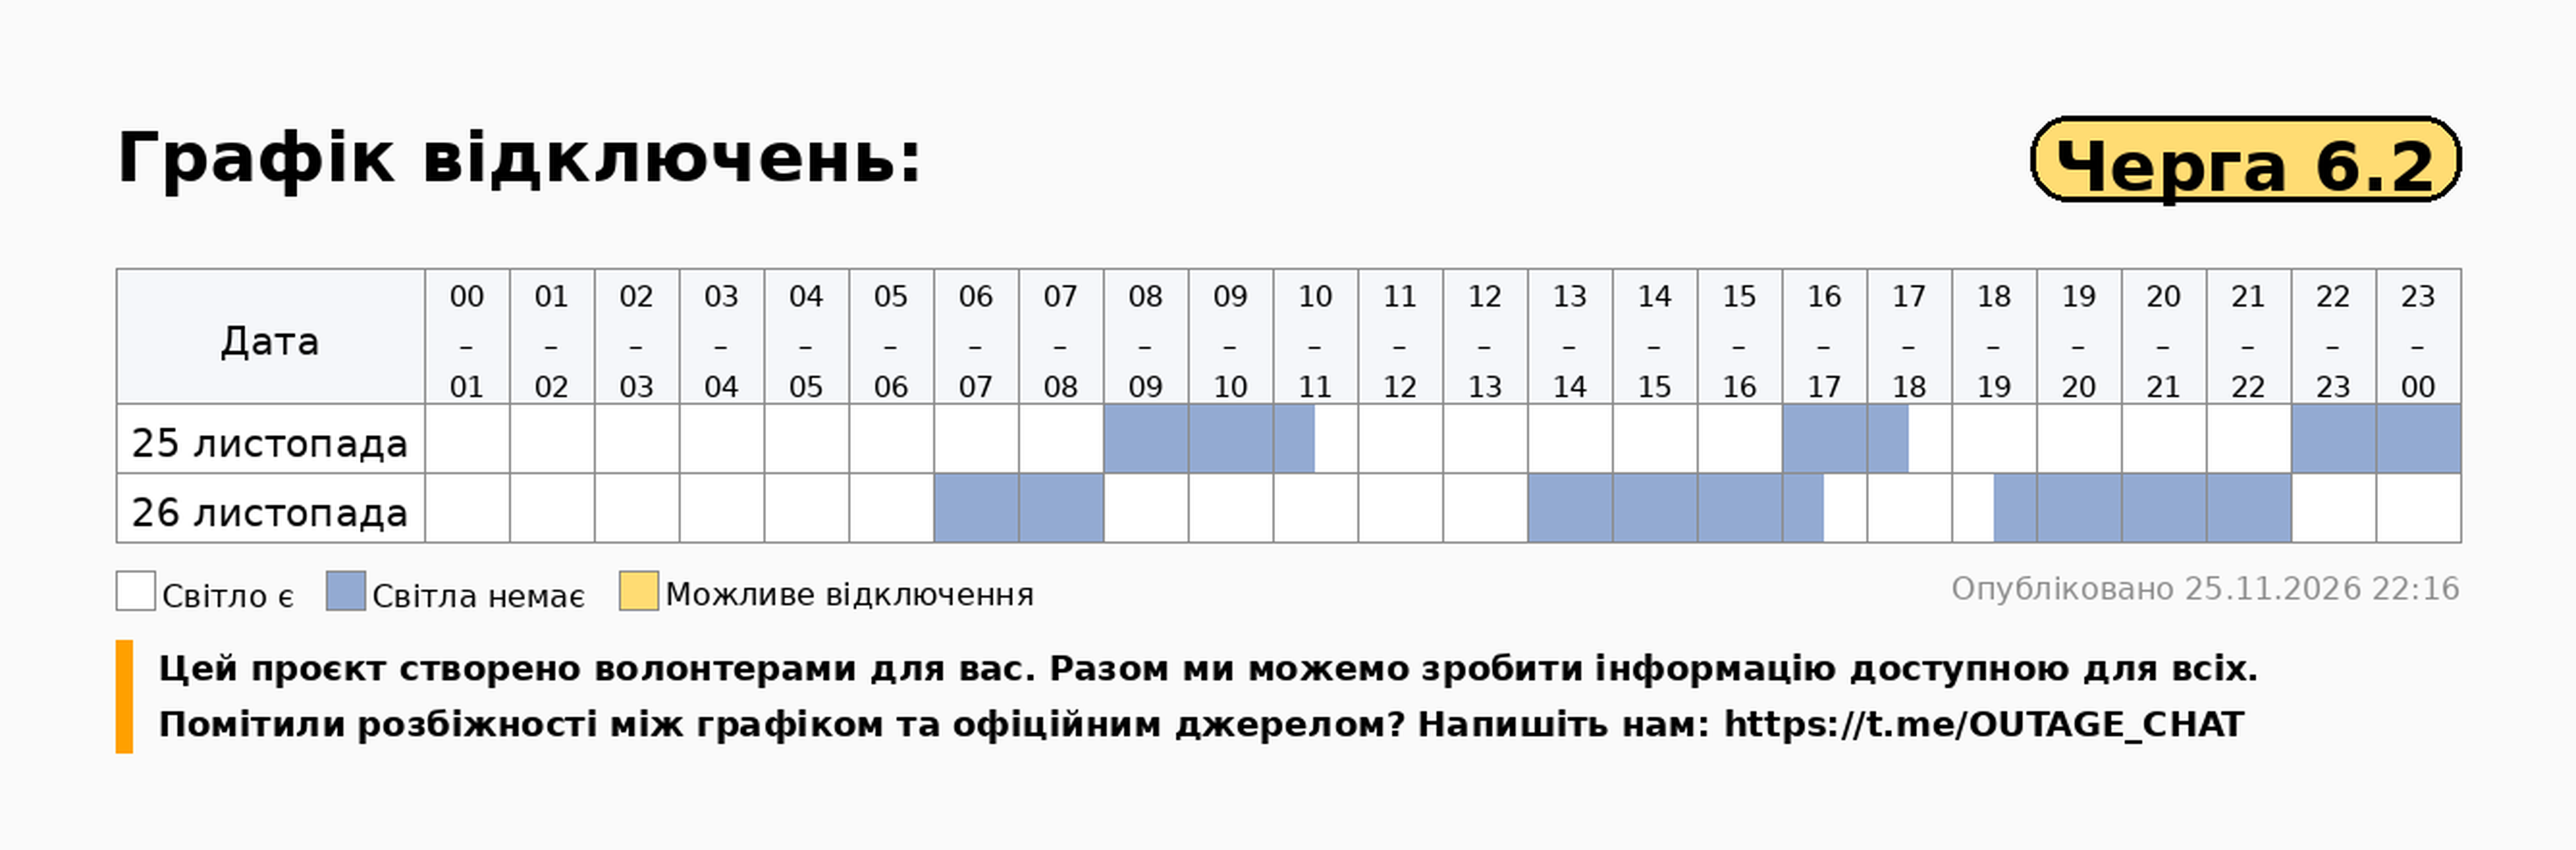 Графік відключень:
Черга 6.2
Дата 00 – 01 01 – 02 02 – 03 03 – 04 04 – 05 05 – 06 06 – 07 07 – 08 08 – 09 09 – 10 10 – 11 11 – 12 12 – 13 13 – 14 14 – 15 15 – 16 16 – 17 17 – 18 18 – 19 19 – 20 20 – 21 21 – 22 22 – 23 23 – 00
25 листопада
26 листопада
Світло є Світла немає Можливе відключення
Опубліковано 25.11.2026 22:16
Цей проєкт створено волонтерами для вас. Разом ми можемо зробити інформацію доступною для всіх.
Помітили розбіжності між графіком та офіційним джерелом? Напишіть нам: https://t.me/OUTAGE_CHAT